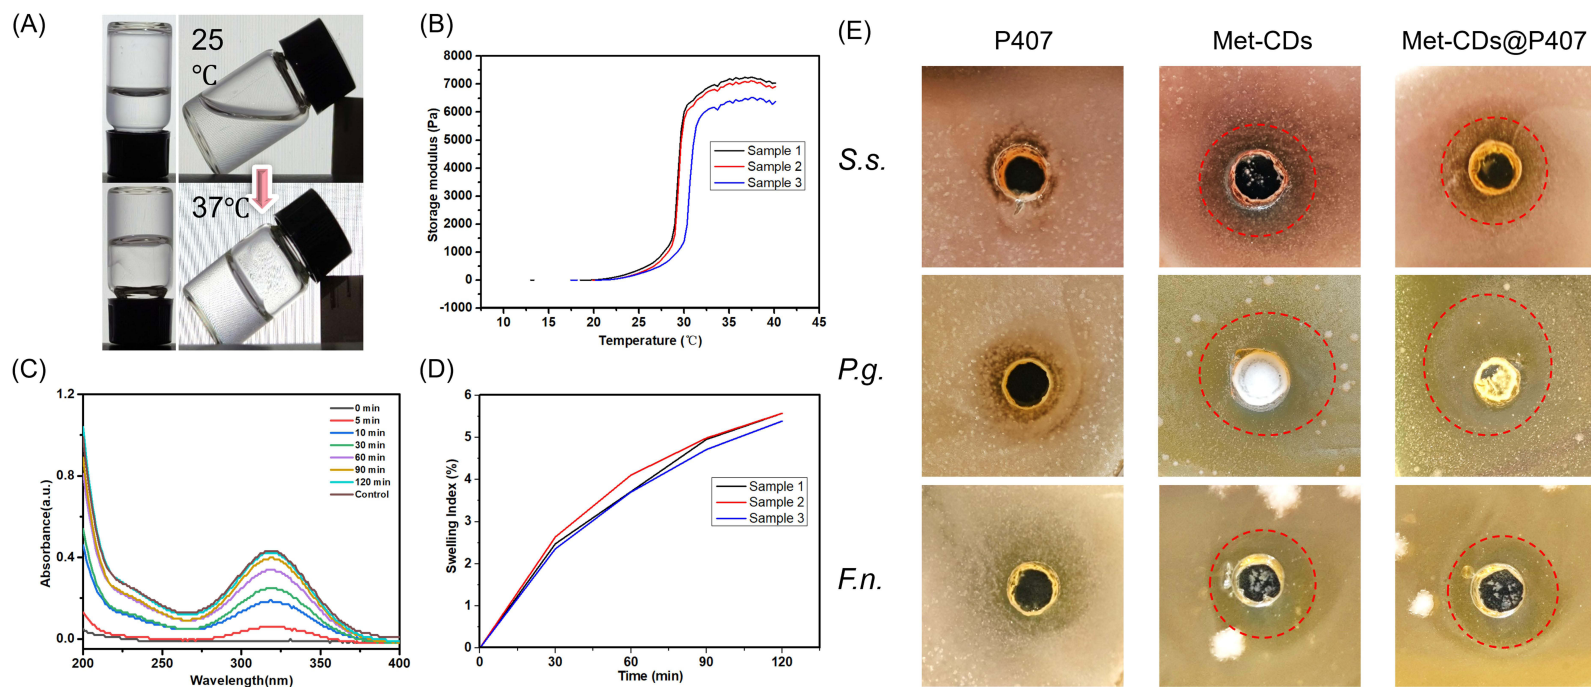 (A)
25
℃
37℃
(B)
8000
7000
6000
5000
4000
3000
2000
1000
0
-1000
Storage modulus (Pa)
10 15 20 25 30 35 40 45
Temperature (℃)
Sample 1
Sample 2
Sample 3
(C)
1.2
0.8
0.4
0.0
Absorbance(a.u.)
200 250 300 350 400
Wavelength(nm)
0 min
5 min
10 min
30 min
60 min
90 min
120 min
Control
(D)
6
5
4
3
2
1
0
Swelling Index (%)
0 30 60 90 120
Time (min)
Sample 1
Sample 2
Sample 3
(E)
P407 Met-CDs Met-CDs@P407
S.s.
P.g.
F.n.